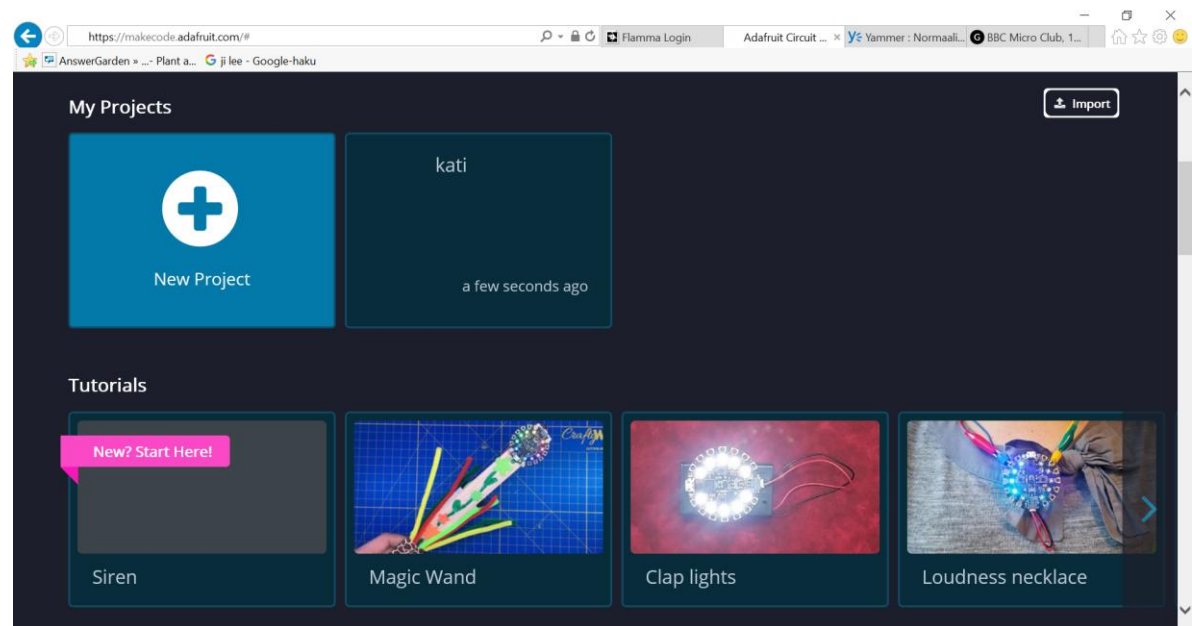 https://makecode.adafruit.com/#
Flamma Login
Adafruit Circuit ...
Yammer : Normaali...
BBC Micro Club, 1...
AnswerGarden » ...- Plant a...
ji lee - Google-haku
My Projects
Import
kati
New Project
a few seconds ago
Tutorials
New? Start Here!
Siren
Magic Wand
Clap lights
Loudness necklace